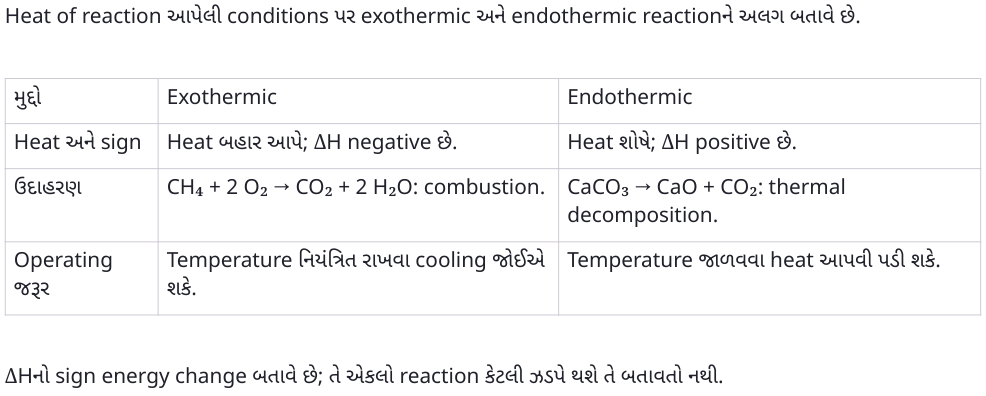 Heat of reaction આપેલી conditions પર exothermic અને endothermic reactionને અલગ બતાવે છે.
મુદ્દો Exothermic Endothermic
Heat અને sign Heat બહાર આપે; ΔH negative છે. Heat શોષે; ΔH positive છે.
ઉદાહરણ CH₄ + 2 O₂ → CO₂ + 2 H₂O: combustion. CaCO₃ → CaO + CO₂: thermal
decomposition.
Operating Temperature નિયંત્રિત રાખવા cooling જોઈએ Temperature જાળવવા heat આપવી પડી શકે.
જરૂર શકે.
ΔHનો sign energy change બતાવે છે; તે એકલો reaction કેટલી ઝડપે થશે તે બતાવતો નથી.